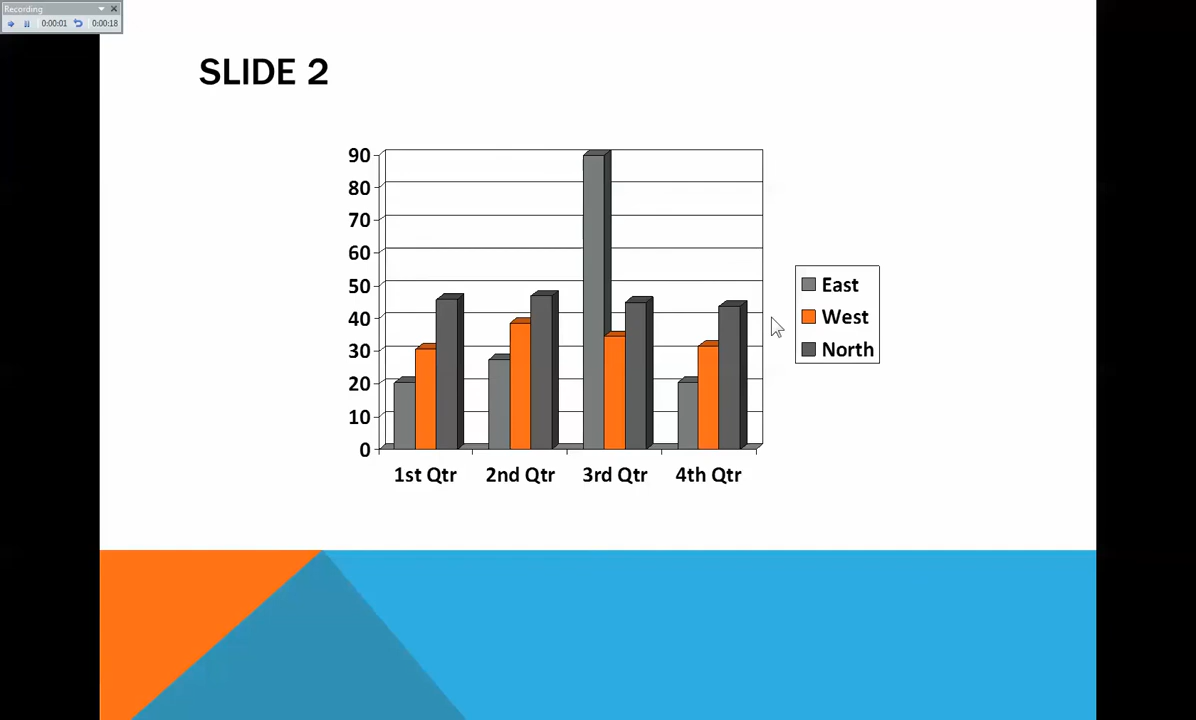 Recording
0:00:01 0:00:18
SLIDE 2
90
80
70
60
50
40
30
20
10
0
1st Qtr 2nd Qtr 3rd Qtr 4th Qtr
East
West
North